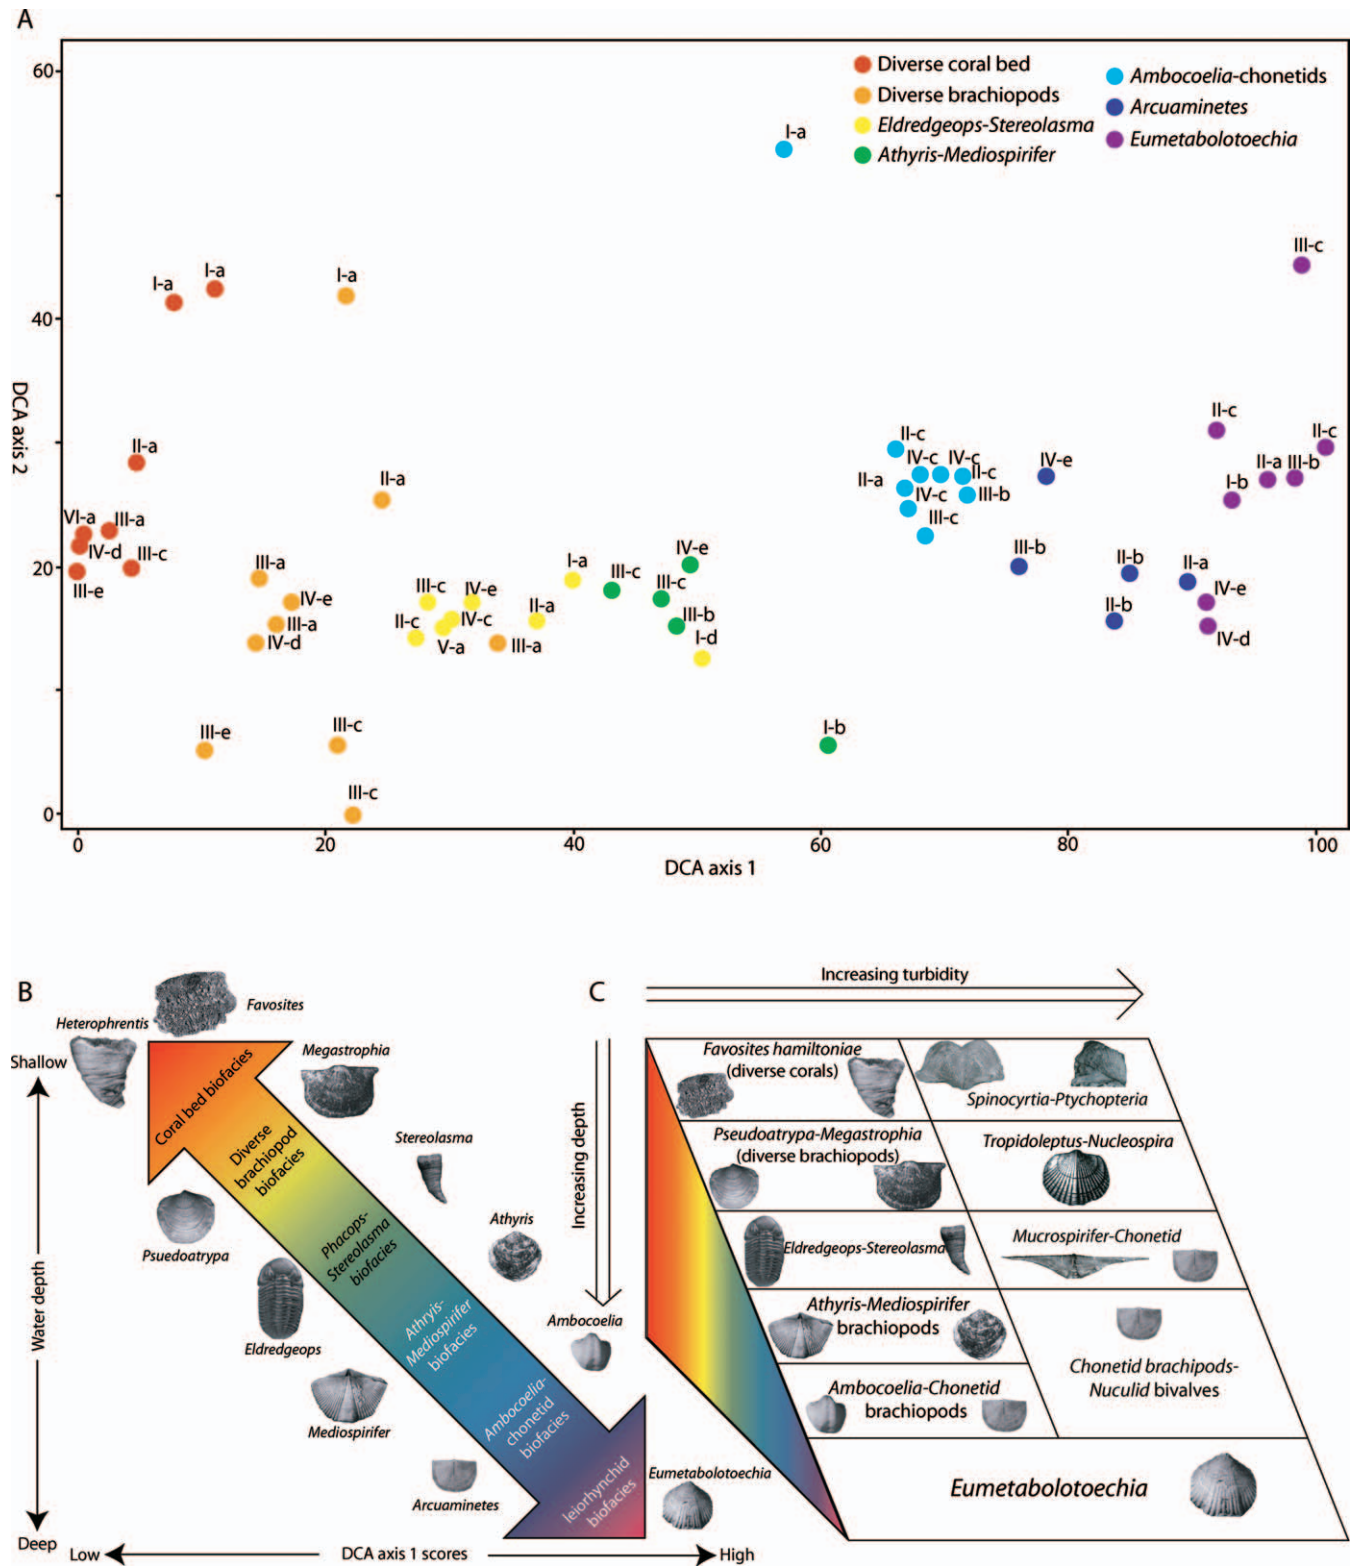 A
60
40
20
0
DCA axis 2
Diverse coral bed
Diverse brachiopods
Eldredgeops-Stereolasma
Athyris-Mediospirifer
Ambocoelia-chonetids
Arcuaminetes
Eumetabolotoechia
I-a
III-c
I-a
I-a
I-a
II-c
II-c
II-a
II-a
II-c
IV-c
IV-c
II-c
IV-e
II-a
III-b
II-a
I-b
IV-c
III-b
VI-a
III-a
III-c
IV-d
III-c
III-e
III-a
IV-e
III-a
IV-d
III-c
IV-e
II-c
IV-c
V-a
II-a
I-a
III-a
III-c
IV-e
III-c
III-b
I-d
III-b
II-b
II-a
II-b
IV-e
IV-d
III-e
III-c
III-c
I-b
0
20
40
60
80
100
DCA axis 1
B
Favosites
Heterophrentis
Shallow
Megastrophia
Coral bed biofacies
Stereolasma
Diverse
brachiopod
biofacies
Psuedoatrypa
Athyris
Phacops-
Stereolasma
biofacies
Water depth
Eldredgeops
Ambocoelia
Athryis-
Mediospirifer
biofacies
Mediospirifer
Ambocoelia-
chonetid
biofacies
Arcuaminetes
Eumetabolotoechia
leiorhynchid
biofacies
Deep
Low
DCA axis 1 scores
High
C
Increasing turbidity
Increasing depth
Favosites hamiltoniae
(diverse corals)
Spinocyrtia-Ptychopteria
Pseudoatrypa-Megastrophia
(diverse brachiopods)
Tropidoleptus-Nucleospira
Eldredgeops-Stereolasma
Mucrospirifer-Chonetid
Athyris-Mediospirifer
brachiopods
Chonetid brachipods-
Nuculid bivalves
Ambocoelia-Chonetid
brachiopods
Eumetabolotoechia